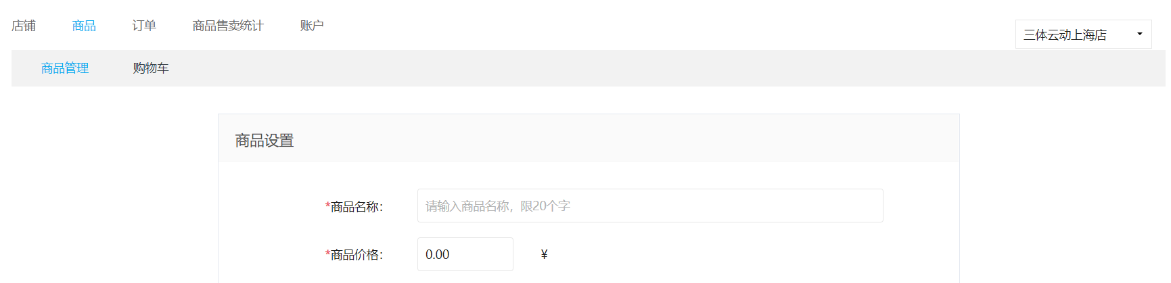 店铺 商品 订单 商品售卖统计 账户
三体云动上海店
商品管理 购物车
商品设置
*商品名称: 请输入商品名称，限20个字
*商品价格: 0.00 ¥